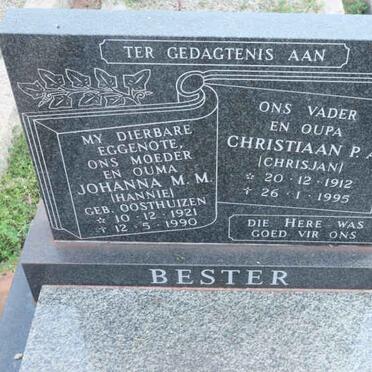 TER GEDAGTENIS AAN
MY DIERBARE
EGGENOTE,
ONS MOEDER
EN OUMA
JOHANNA M. M.
(HANNIE)
GEB. OOSTHUIZEN
☆ 10·12·1921
✝ 12·5·1990
ONS VADER
EN OUPA
CHRISTIAAN P. A.
(CHRISJAN)
☆ 20·12·1912
✝ 26·1·1995
DIE HERE WAS
GOED VIR ONS
BESTER